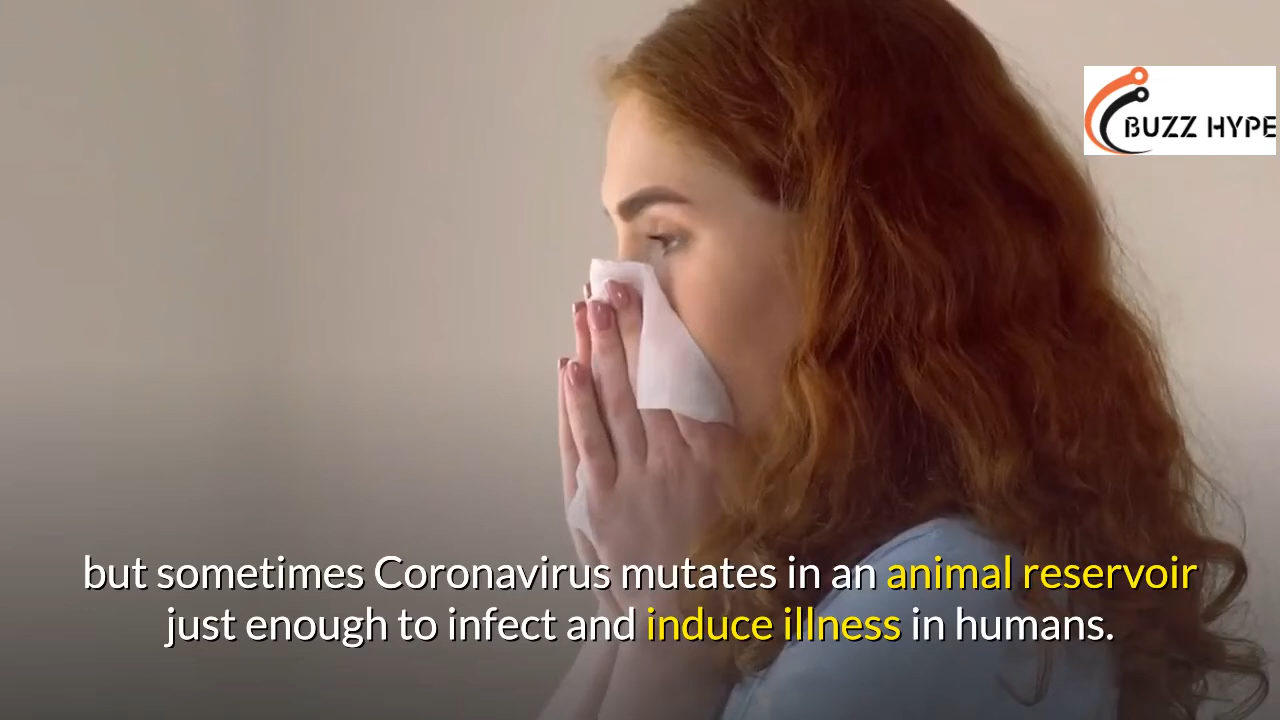 BUZZ HYPE
but sometimes Coronavirus mutates in an animal reservoir
just enough to infect and induce illness in humans.